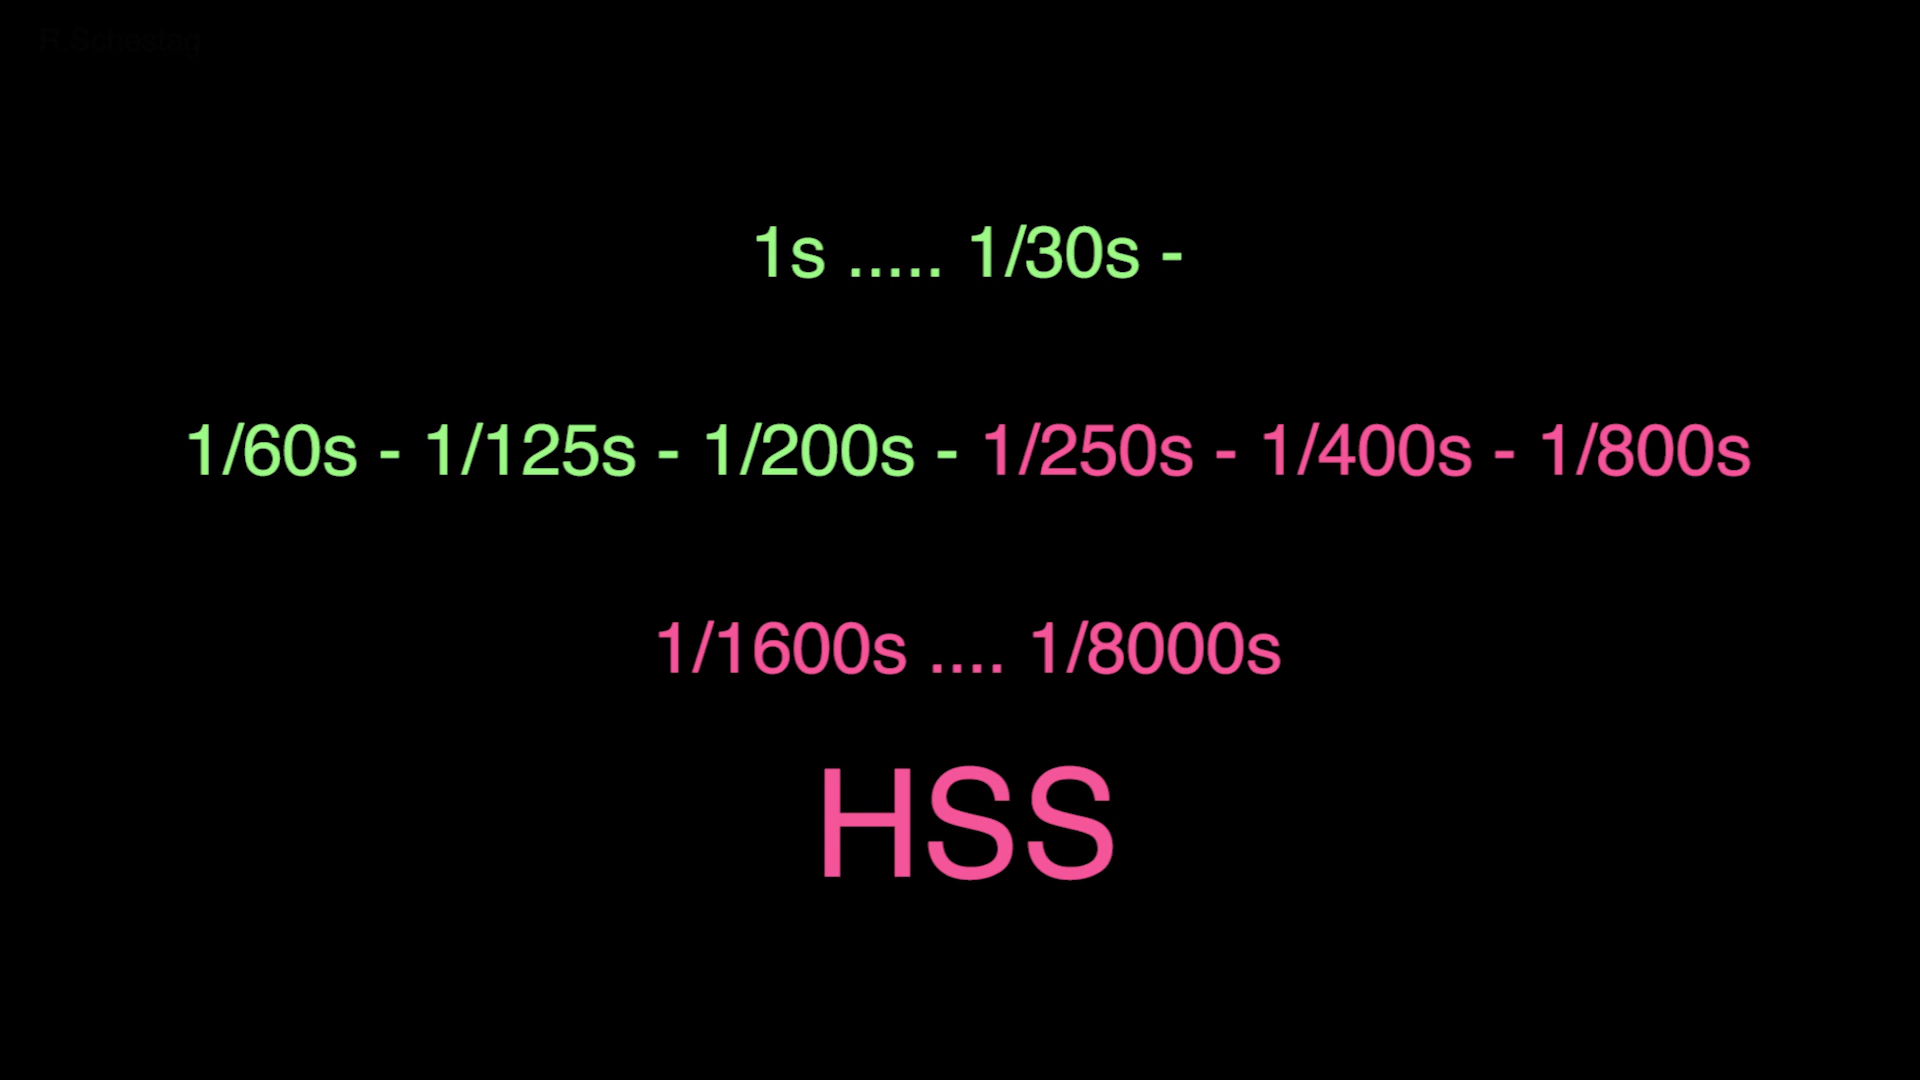 R.Schestag
1s ..... 1/30s -
1/60s - 1/125s - 1/200s - 1/250s - 1/400s - 1/800s
1/1600s .... 1/8000s
HSS